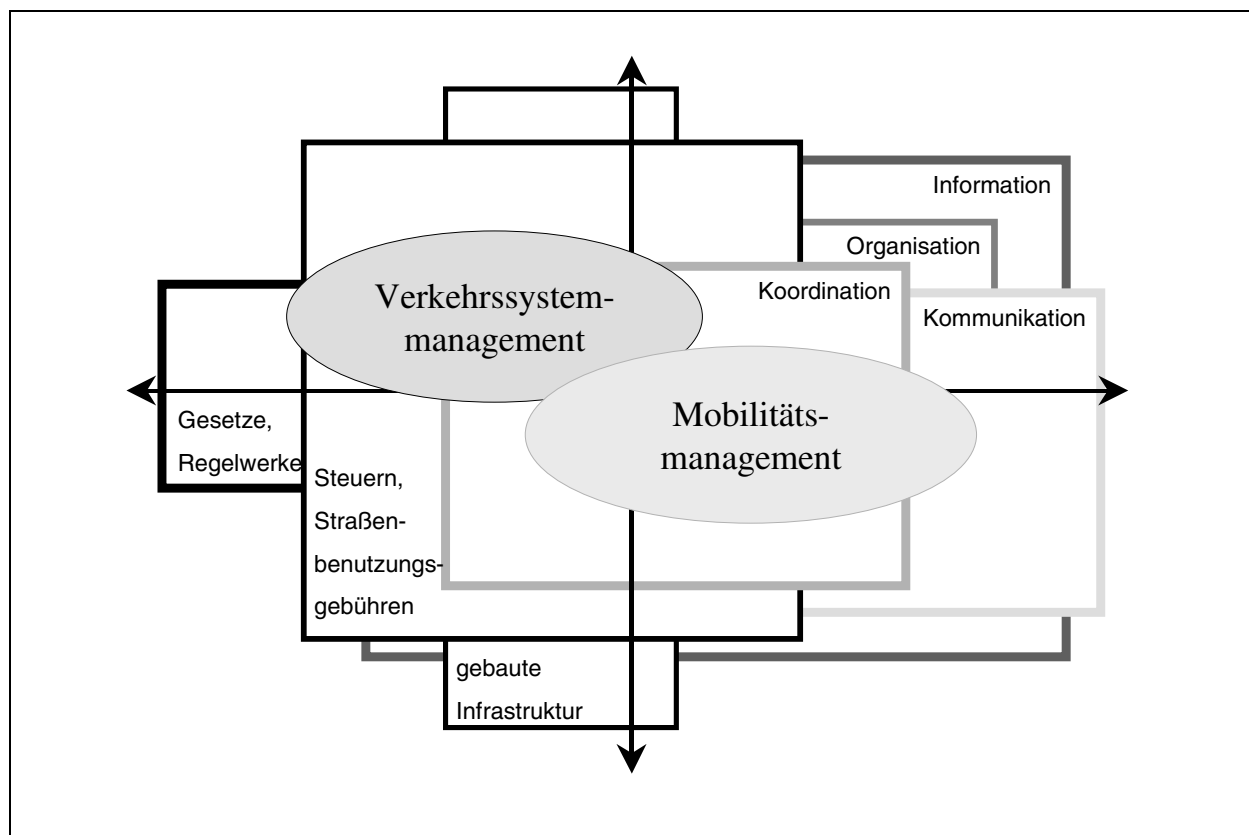 Information
Organisation
Koordination
Kommunikation
Verkehrssystem-
management
Mobilitäts-
management
Gesetze,
Regelwerke
Steuern,
Straßen-
benutzungs-
gebühren
gebaute
Infrastruktur